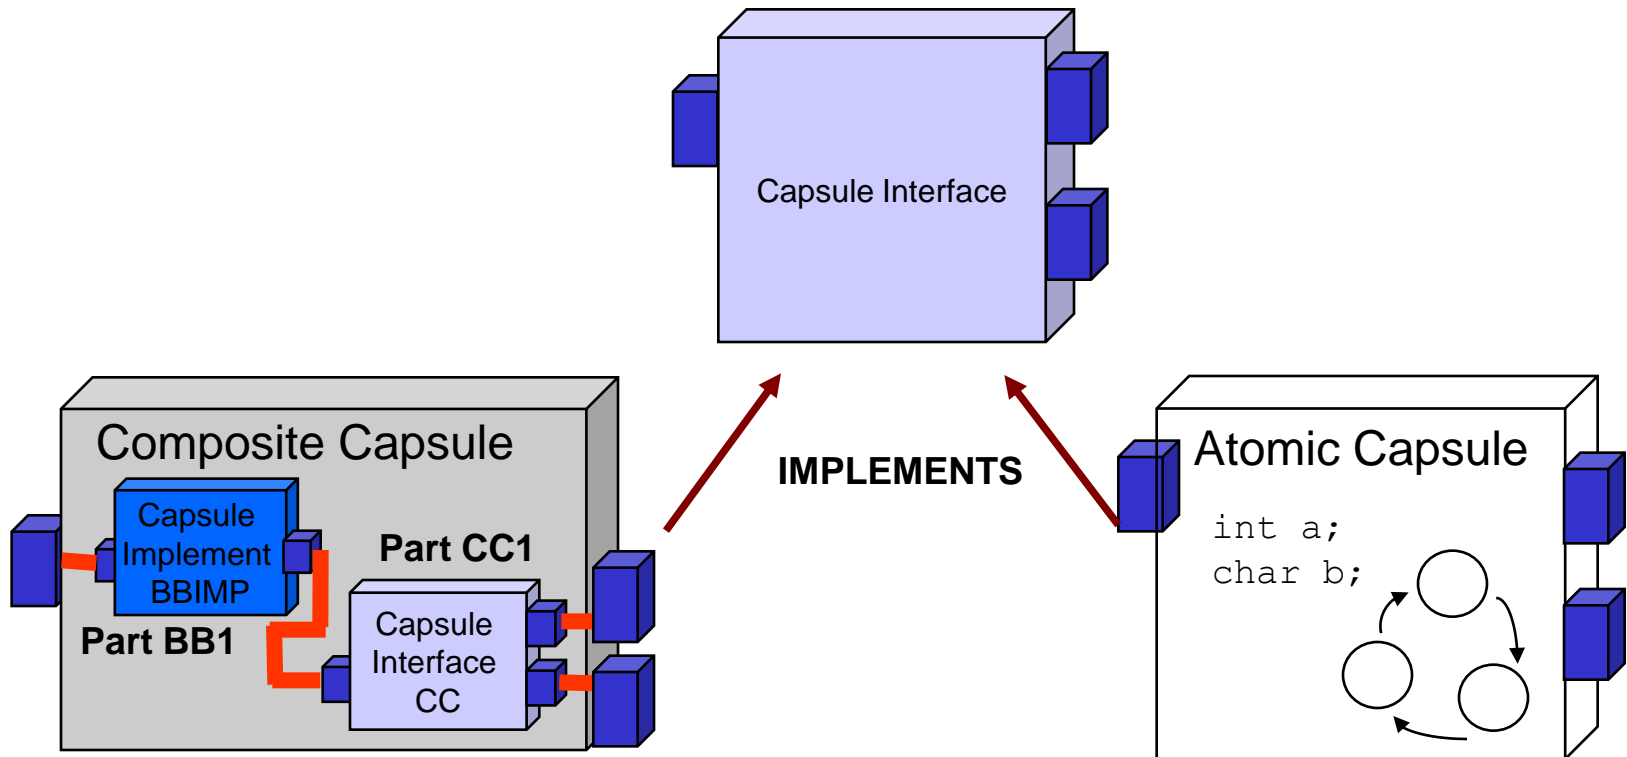 Capsule Interface
IMPLEMENTS
Composite Capsule
Capsule
Implement
BBIMP
Part BB1
Part CC1
Capsule
Interface
CC
Atomic Capsule
int a;
char b;